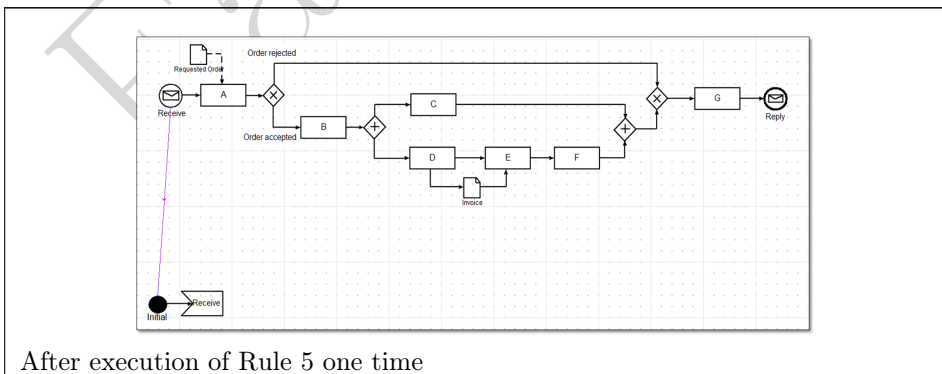 Order rejected
Requested Order
A
C
G
Receive
B
Reply
Order accepted
D
E
F
Invoice
Receive
Initial
After execution of Rule 5 one time